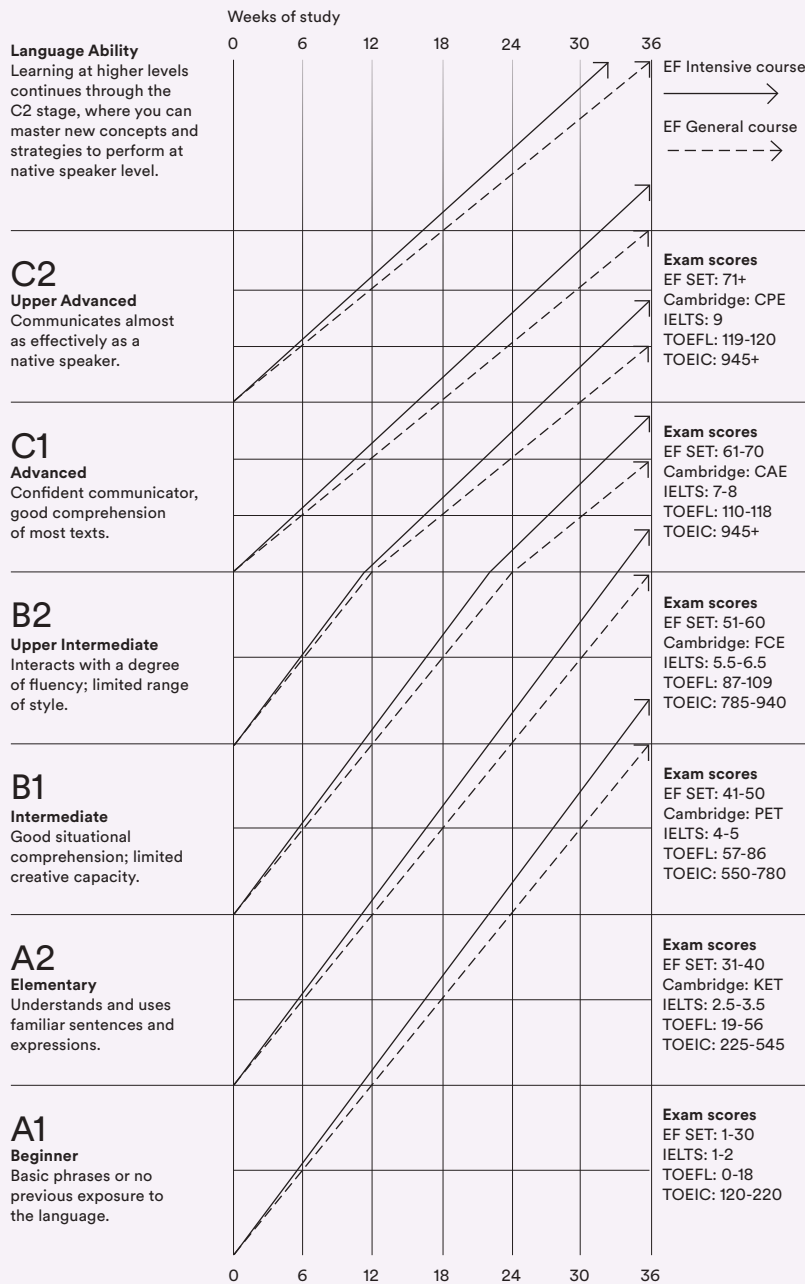 Weeks of study
0 6 12 18 24 30 36
Language Ability
Learning at higher levels
continues through the
C2 stage, where you can
master new concepts and
strategies to perform at
native speaker level.
EF Intensive course
EF General course
C2
Upper Advanced
Communicates almost
as effectively as a
native speaker.
Exam scores
EF SET: 71+
Cambridge: CPE
IELTS: 9
TOEFL: 119-120
TOEIC: 945+
C1
Advanced
Confident communicator,
good comprehension
of most texts.
Exam scores
EF SET: 61-70
Cambridge: CAE
IELTS: 7-8
TOEFL: 110-118
TOEIC: 945+
B2
Upper Intermediate
Interacts with a degree
of fluency; limited range
of style.
Exam scores
EF SET: 51-60
Cambridge: FCE
IELTS: 5.5-6.5
TOEFL: 87-109
TOEIC: 785-940
B1
Intermediate
Good situational
comprehension; limited
creative capacity.
Exam scores
EF SET: 41-50
Cambridge: PET
IELTS: 4-5
TOEFL: 57-86
TOEIC: 550-780
A2
Elementary
Understands and uses
familiar sentences and
expressions.
Exam scores
EF SET: 31-40
Cambridge: KET
IELTS: 2.5-3.5
TOEFL: 19-56
TOEIC: 225-545
A1
Beginner
Basic phrases or no
previous exposure to
the language.
Exam scores
EF SET: 1-30
IELTS: 1-2
TOEFL: 0-18
TOEIC: 120-220
0 6 12 18 24 30 36